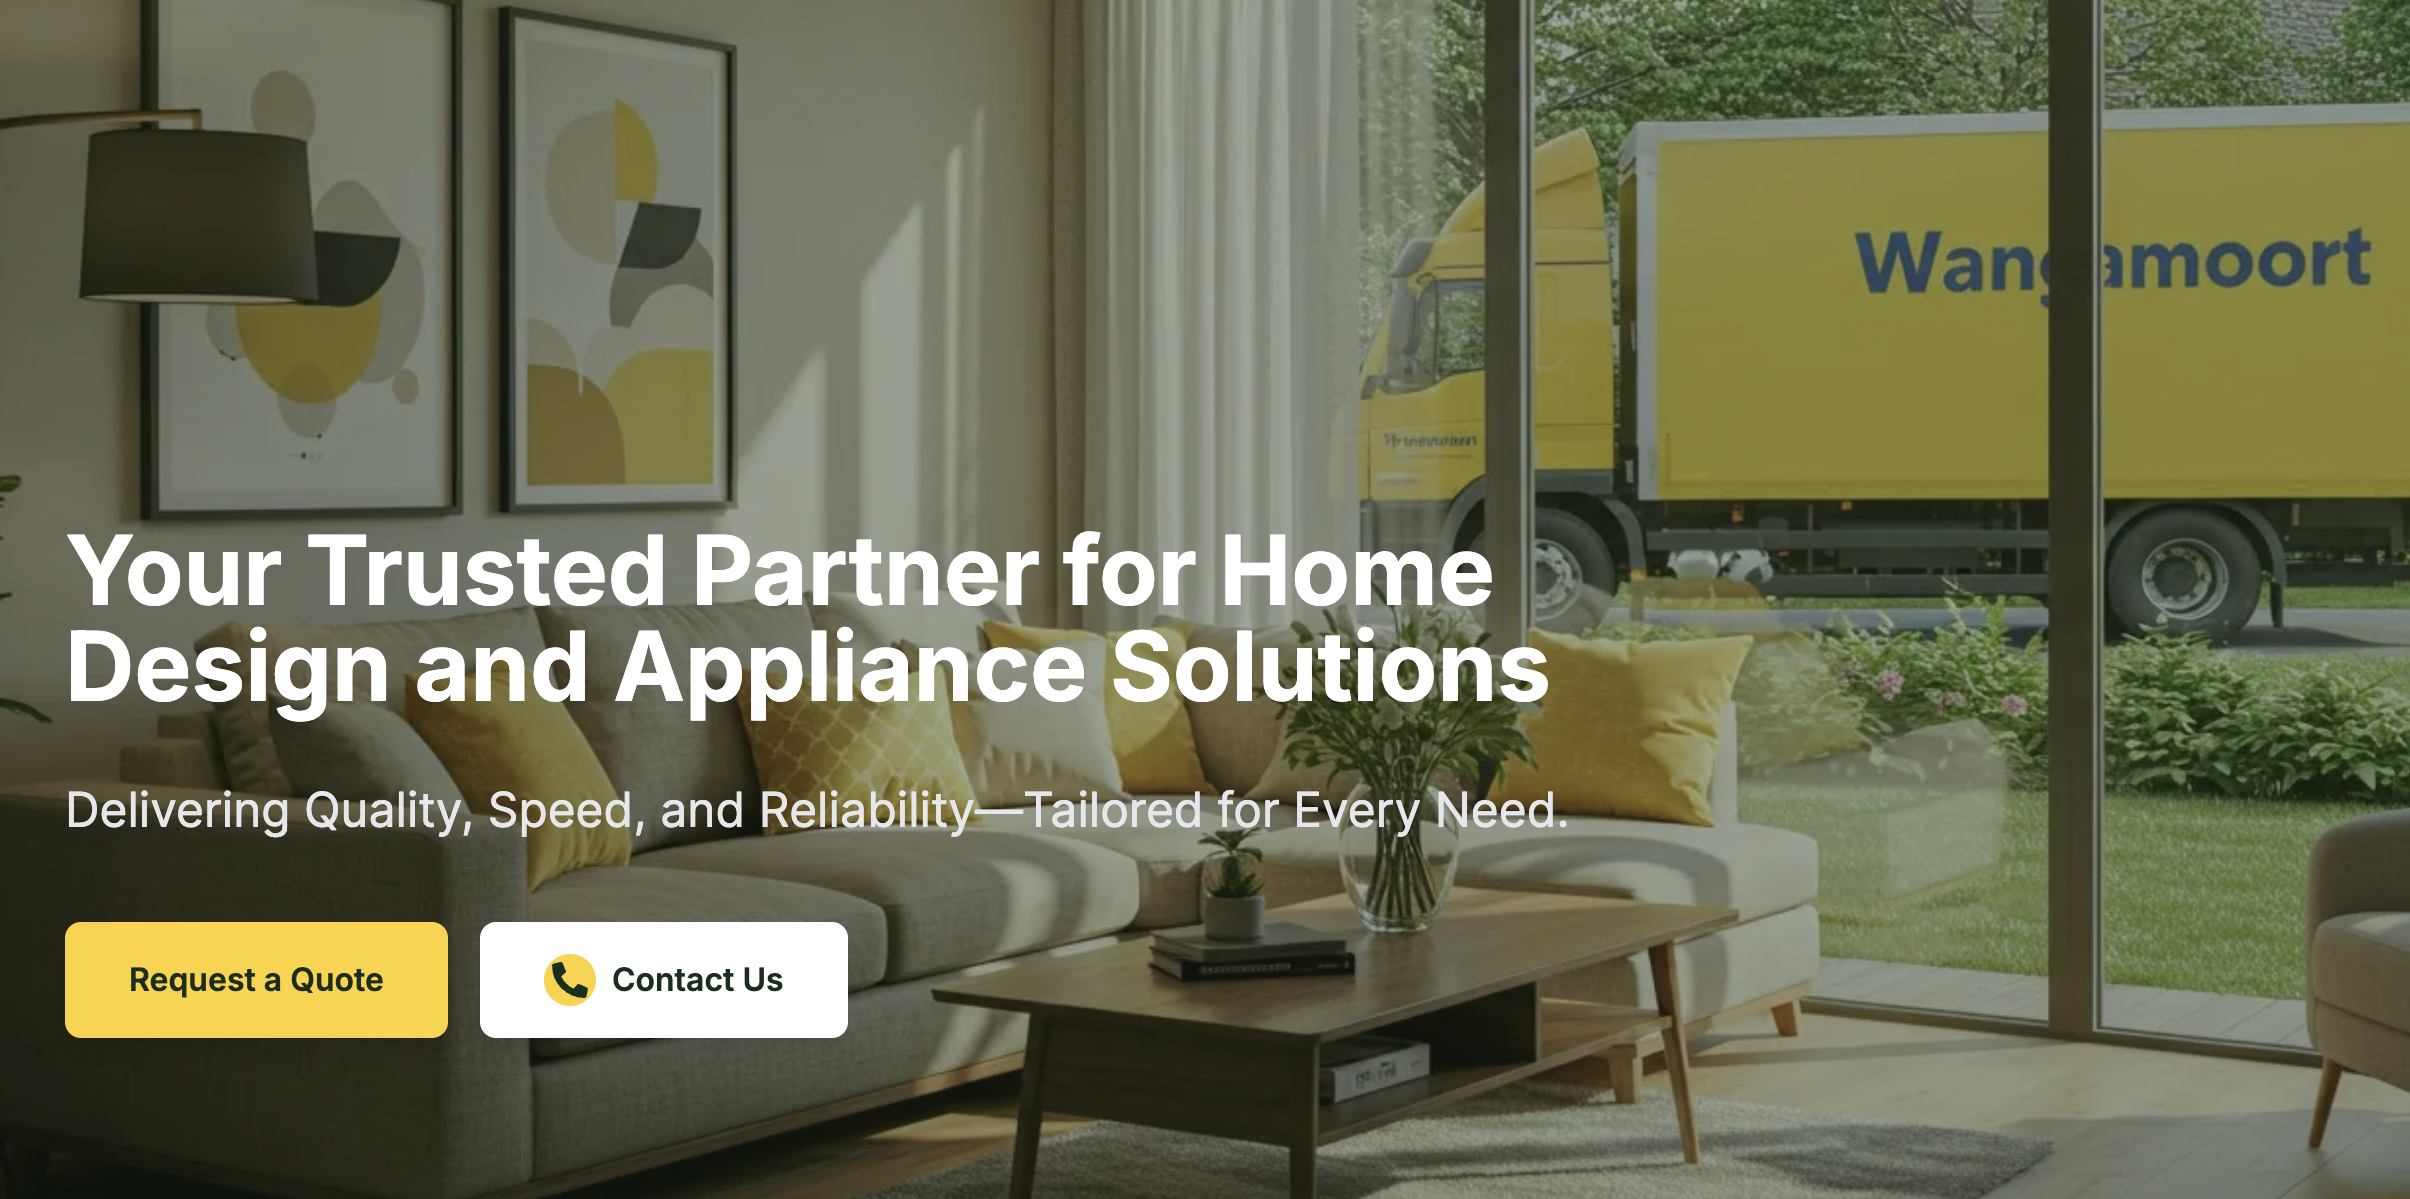 Wangamoort
Your Trusted Partner for Home
Design and Appliance Solutions
Delivering Quality, Speed, and Reliability—Tailored for Every Need.
Request a Quote
Contact Us